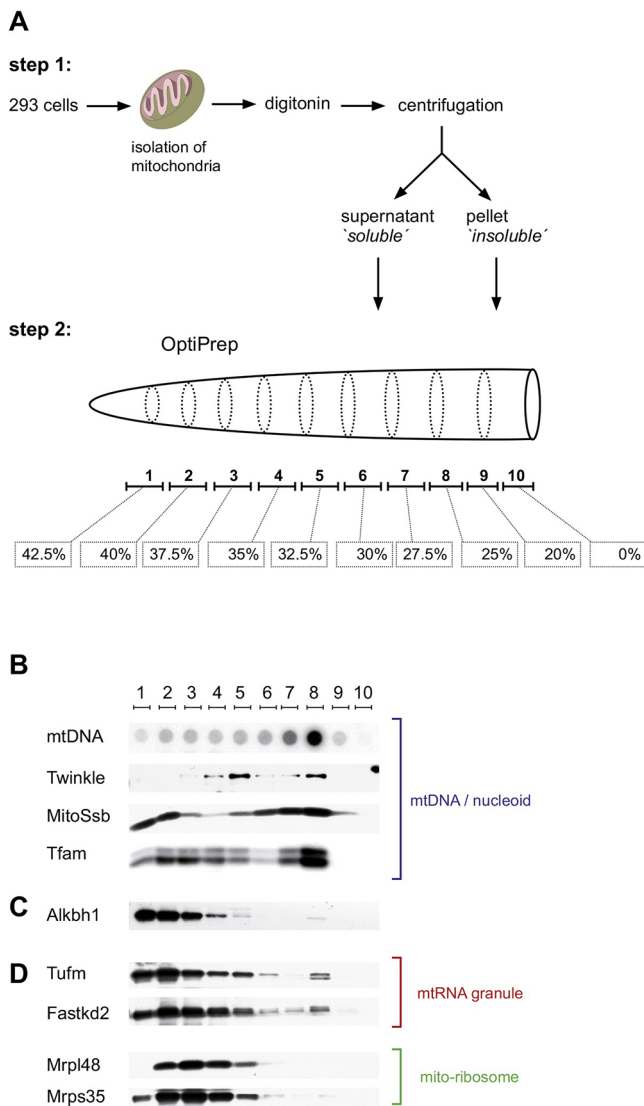 A
step 1:
293 cells
digitonin
centrifugation
isolation of
mitochondria
supernatant
`soluble´
pellet
`insoluble´
step 2:
OptiPrep
1 2 3 4 5 6 7 8 9 10
42.5% 40% 37.5% 35% 32.5% 30% 27.5% 25% 20% 0%
B
1 2 3 4 5 6 7 8 9 10
mtDNA
Twinkle
MitoSsb
Tfam
mtDNA / nucleoid
C
Alkbh1
D
Tufm
Fastkd2
mtRNA granule
Mrpl48
Mrps35
mito-ribosome